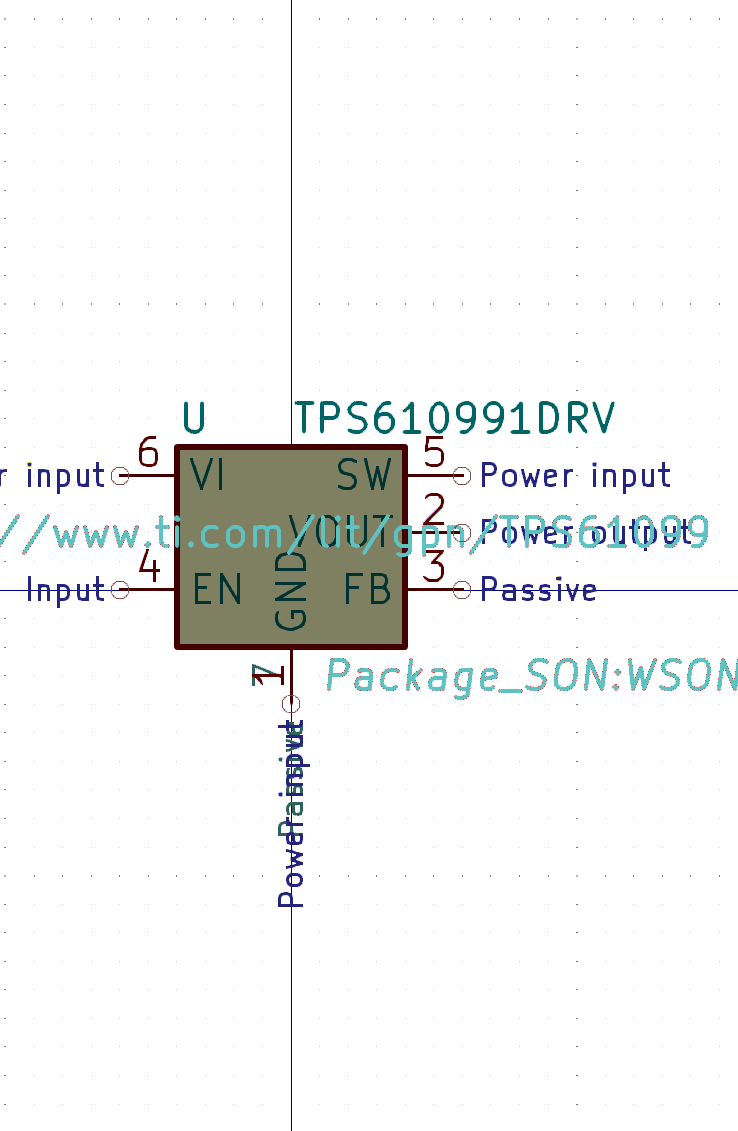 U TPS610991DRV
6 5
r input VI SW Power input
2
//www.ti.com/lit/gpn/TPS61099
VOUT Power output
4 3
Input EN GND FB Passive
1 7
Package_SON:WSON
Power input
Passive